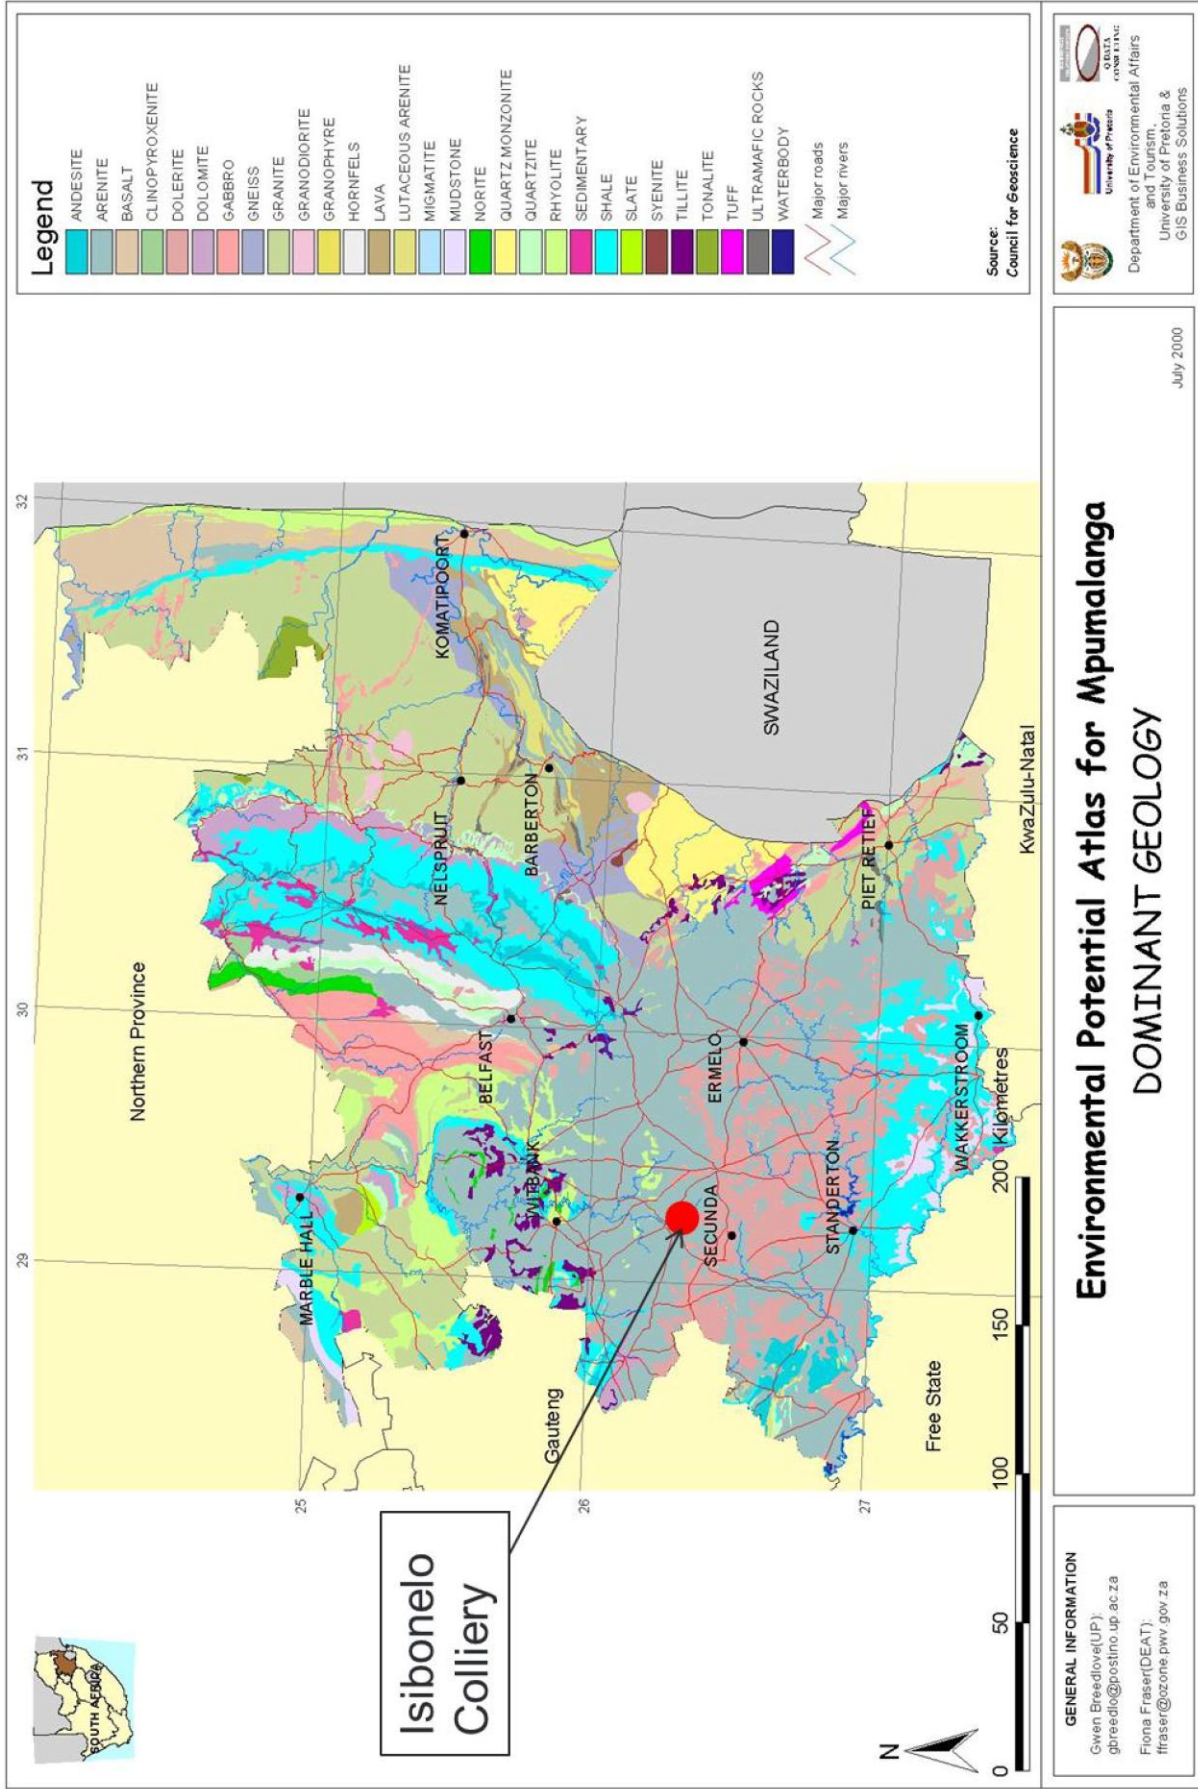 SOUTH AFRICA
Isibonelo
Colliery
N
0
50
100
150
200 Kilometres
25
26
27
29
30
31
32
Northern Province
Gauteng
Free State
KwaZulu-Natal
SWAZILAND
MARBLE HALL
BELFAST
NELSPRUIT
KOMATIPOORT
BARBERTON
WITBANK
SECUNDA
ERMELO
PIET RETIEF
STANDERTON
WAKKERSTROOM
Legend
ANDESITE
ARENITE
BASALT
CLINOPYROXENITE
DOLERITE
DOLOMITE
GABBRO
GNEISS
GRANITE
GRANODIORITE
GRANOPHYRE
HORNFELS
LAVA
LUTACEOUS ARENITE
MIGMATITE
MUDSTONE
NORITE
QUARTZ MONZONITE
QUARTZITE
RHYOLITE
SEDIMENTARY
SHALE
SLATE
SYENITE
TILLITE
TONALITE
TUFF
ULTRAMAFIC ROCKS
WATERBODY
Major roads
Major rivers
Source:
Council for Geoscience
GENERAL INFORMATION
Gwen Breedlove(UP):
gbreedlo@postino.up.ac.za
Fiona Fraser(DEAT):
ffraser@ozone.pwv.gov.za
Environmental Potential Atlas for Mpumalanga
DOMINANT GEOLOGY
July 2000
University of Pretoria
Q DATA
CONSULTING
Department of Environmental Affairs
and Tourism,
University of Pretoria &
GIS Business Solutions